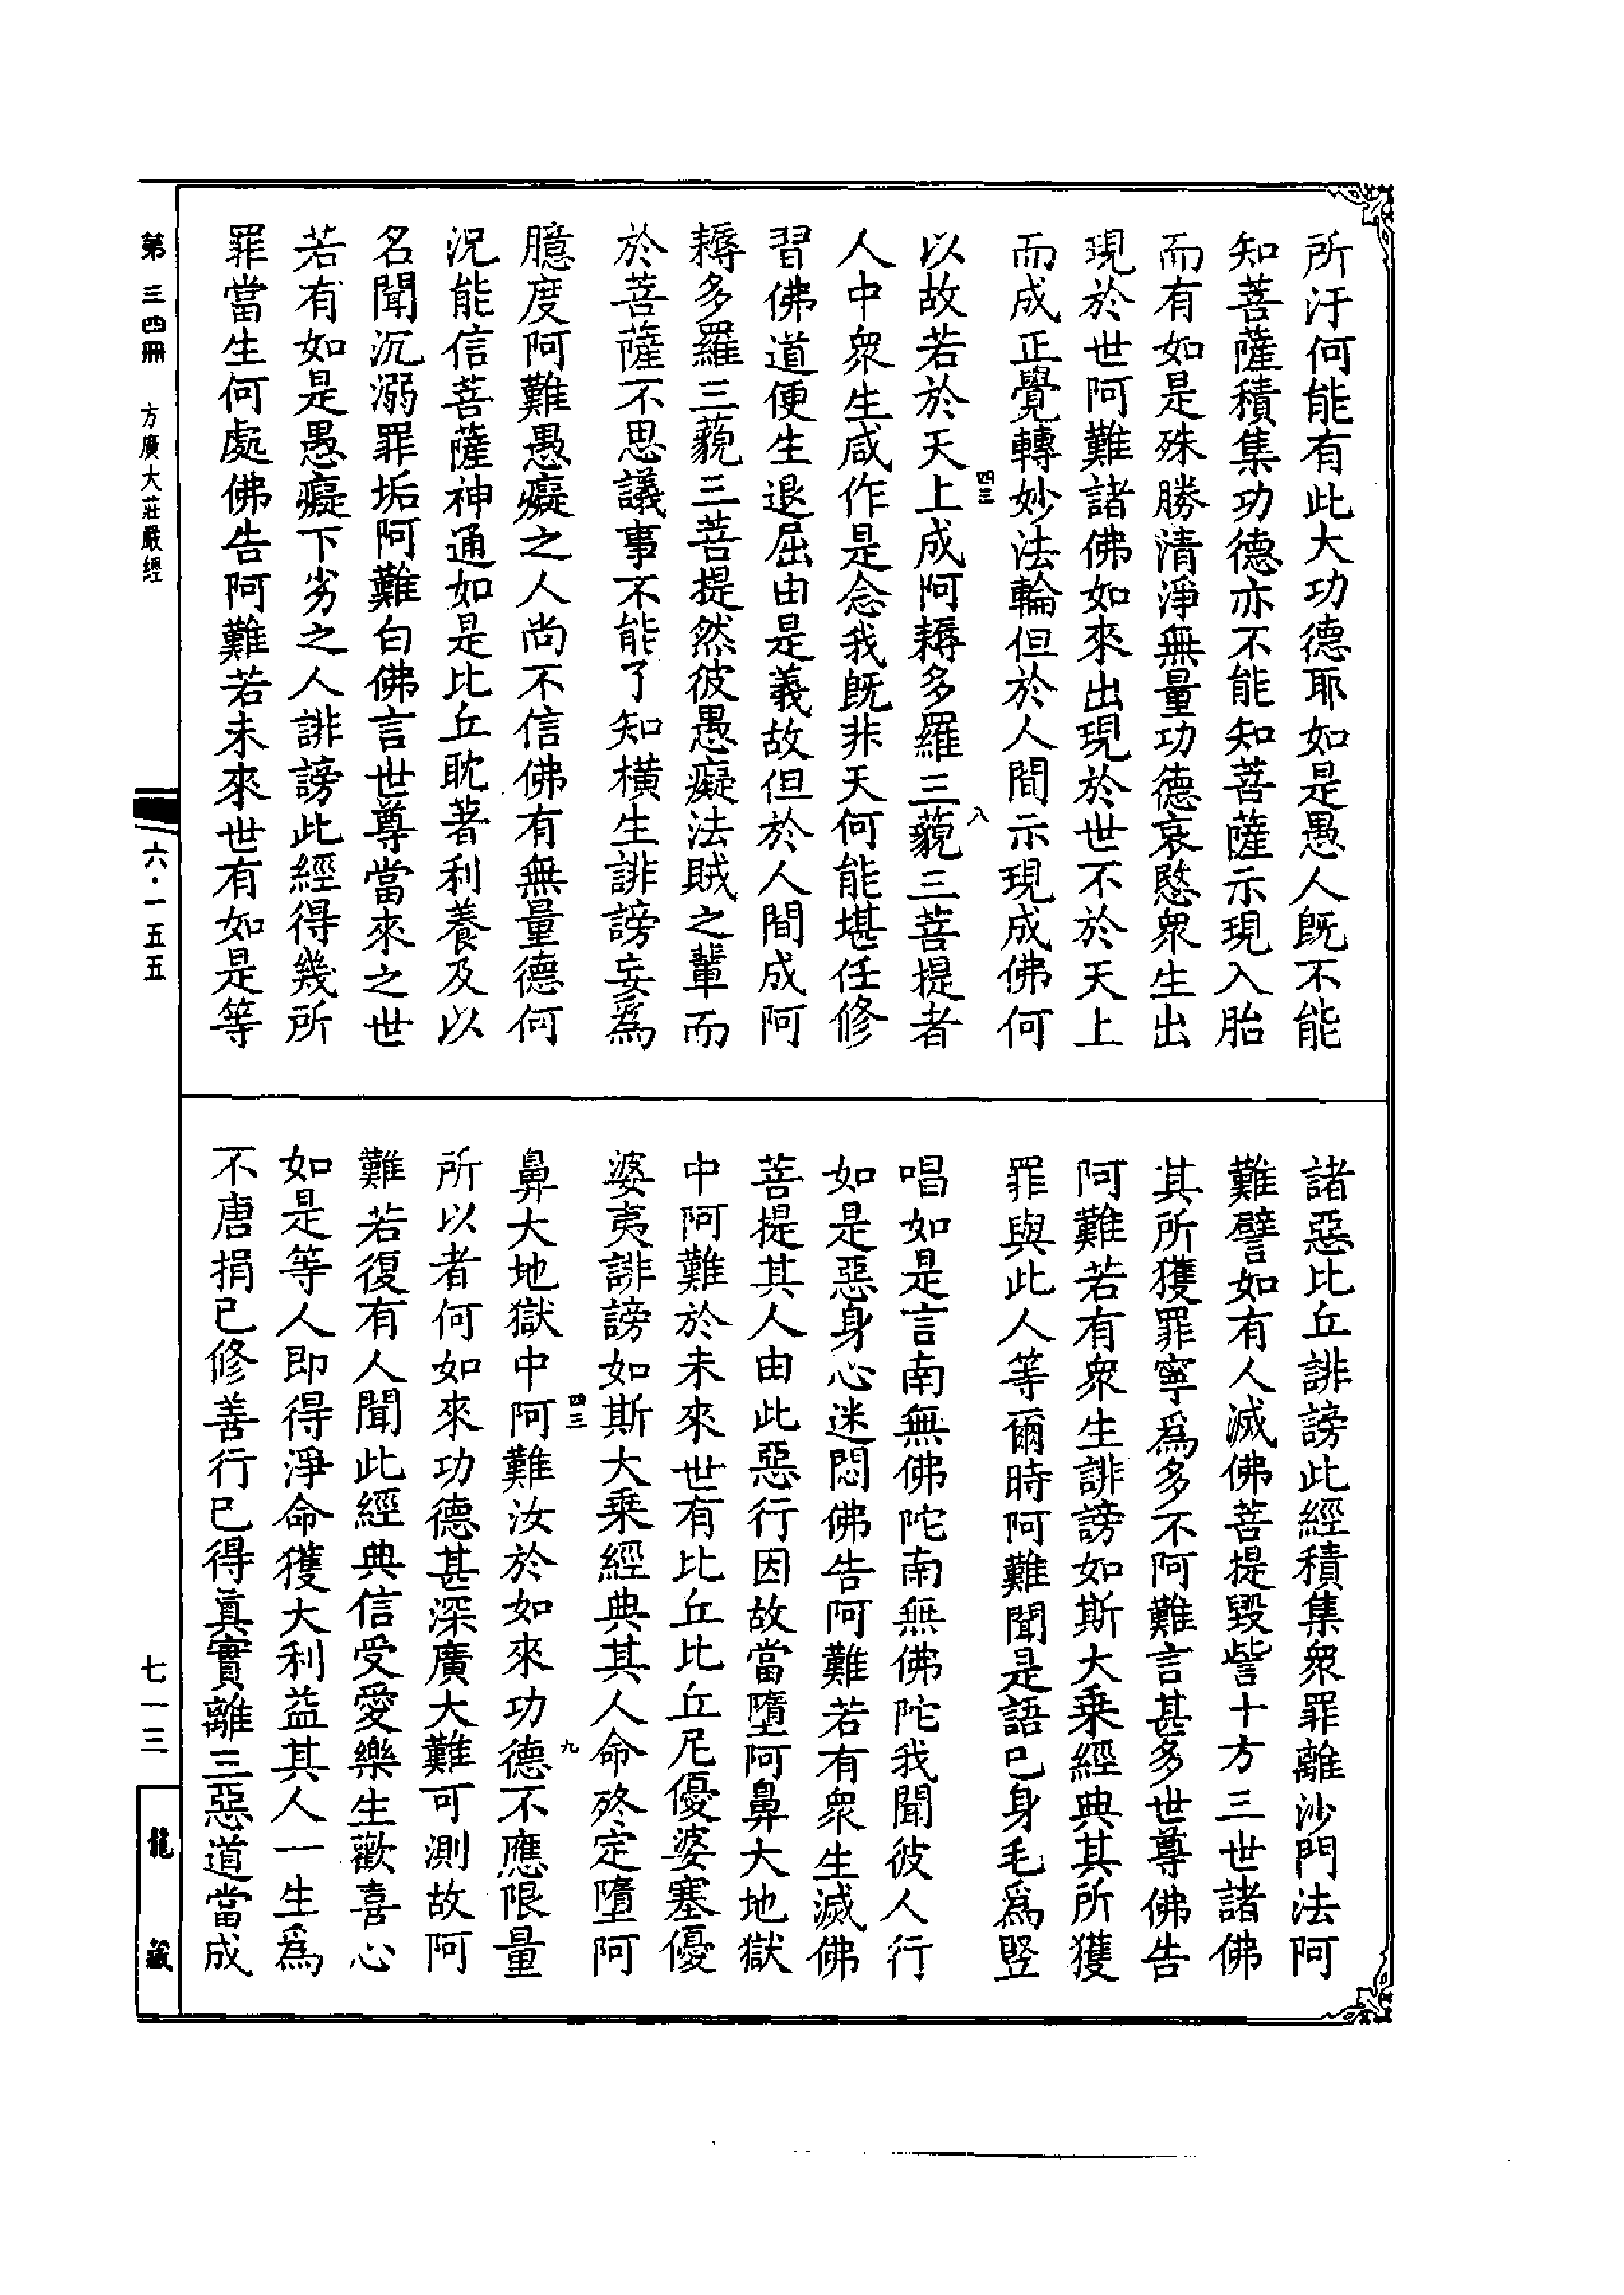 所汙何能有此大功德耶如是愚人既不能
知菩薩積集功德亦不能知菩薩示現入胎
而有如是殊勝清淨無量功德哀愍衆生出
現於世阿難諸佛如來出現於世不於天上
而成正覺轉妙法輪但於人間示現成佛何
四三
八
以故若於天上成阿耨多羅三藐三菩提者
人中衆生咸作是念我既非天何能堪任修
習佛道便生退屈由是義故但於人間成阿
耨多羅三藐三菩提然彼愚癡法賊之輩而
於菩薩不思議事不能了知橫生誹謗妄爲
臆度阿難愚癡之人尚不信佛有無量德何
況能信菩薩神通如是比丘耽著利養及以
名聞沉溺罪垢阿難白佛言世尊當來之世
若有如是愚癡下劣之人誹謗此經得幾所
罪當生何處佛告阿難若未來世有如是等
諸惡比丘誹謗此經積集衆罪離沙門法阿
難譬如有人滅佛菩提毀訾十方三世諸佛
其所獲罪寧爲多不阿難言甚多世尊佛告
阿難若有衆生誹謗如斯大乘經典其所獲
罪與此人等爾時阿難聞是語已身毛爲竪
唱如是言南無佛陀南無佛陀我聞彼人行
如是惡身心迷悶佛告阿難若有衆生滅佛
菩提其人由此惡行因故當墮阿鼻大地獄
中阿難於未來世有比丘比丘尼優婆塞優
婆夷誹謗如斯大乘經典其人命終定墮阿
四三
九
鼻大地獄中阿難汝於如來功德不應限量
所以者何如來功德甚深廣大難可測故阿
難若復有人聞此經典信受愛樂生歡喜心
如是等人即得淨命獲大利益其人一生爲
不唐捐已修善行已得眞實離三惡道當成
第三四冊 方廣大莊嚴經
六·一五五
七一三
龍藏